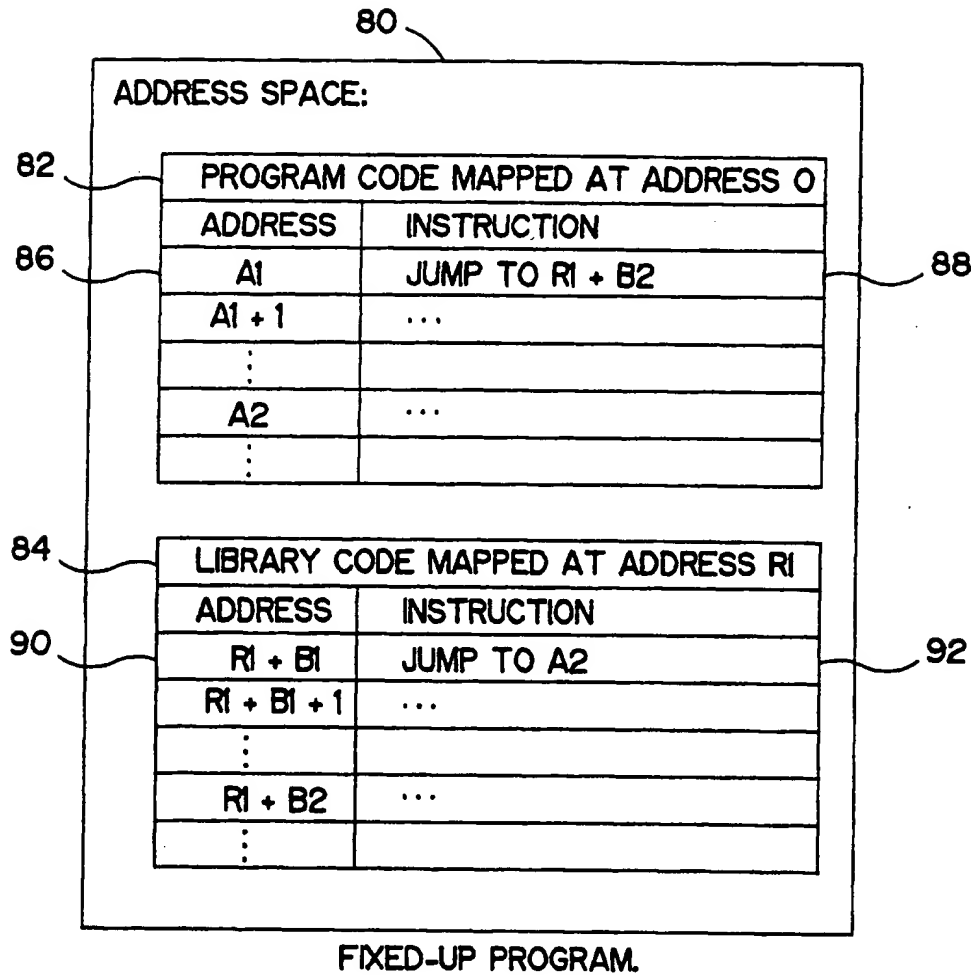 80
ADDRESS SPACE:
82
PROGRAM CODE MAPPED AT ADDRESS 0
ADDRESS INSTRUCTION
86 A1 JUMP TO R1 + B2 88
A1 + 1 ...
⋮
A2 ...
⋮
84
LIBRARY CODE MAPPED AT ADDRESS R1
ADDRESS INSTRUCTION
90 R1 + B1 JUMP TO A2 92
R1 + B1 + 1 ...
⋮
R1 + B2 ...
⋮
FIXED-UP PROGRAM.